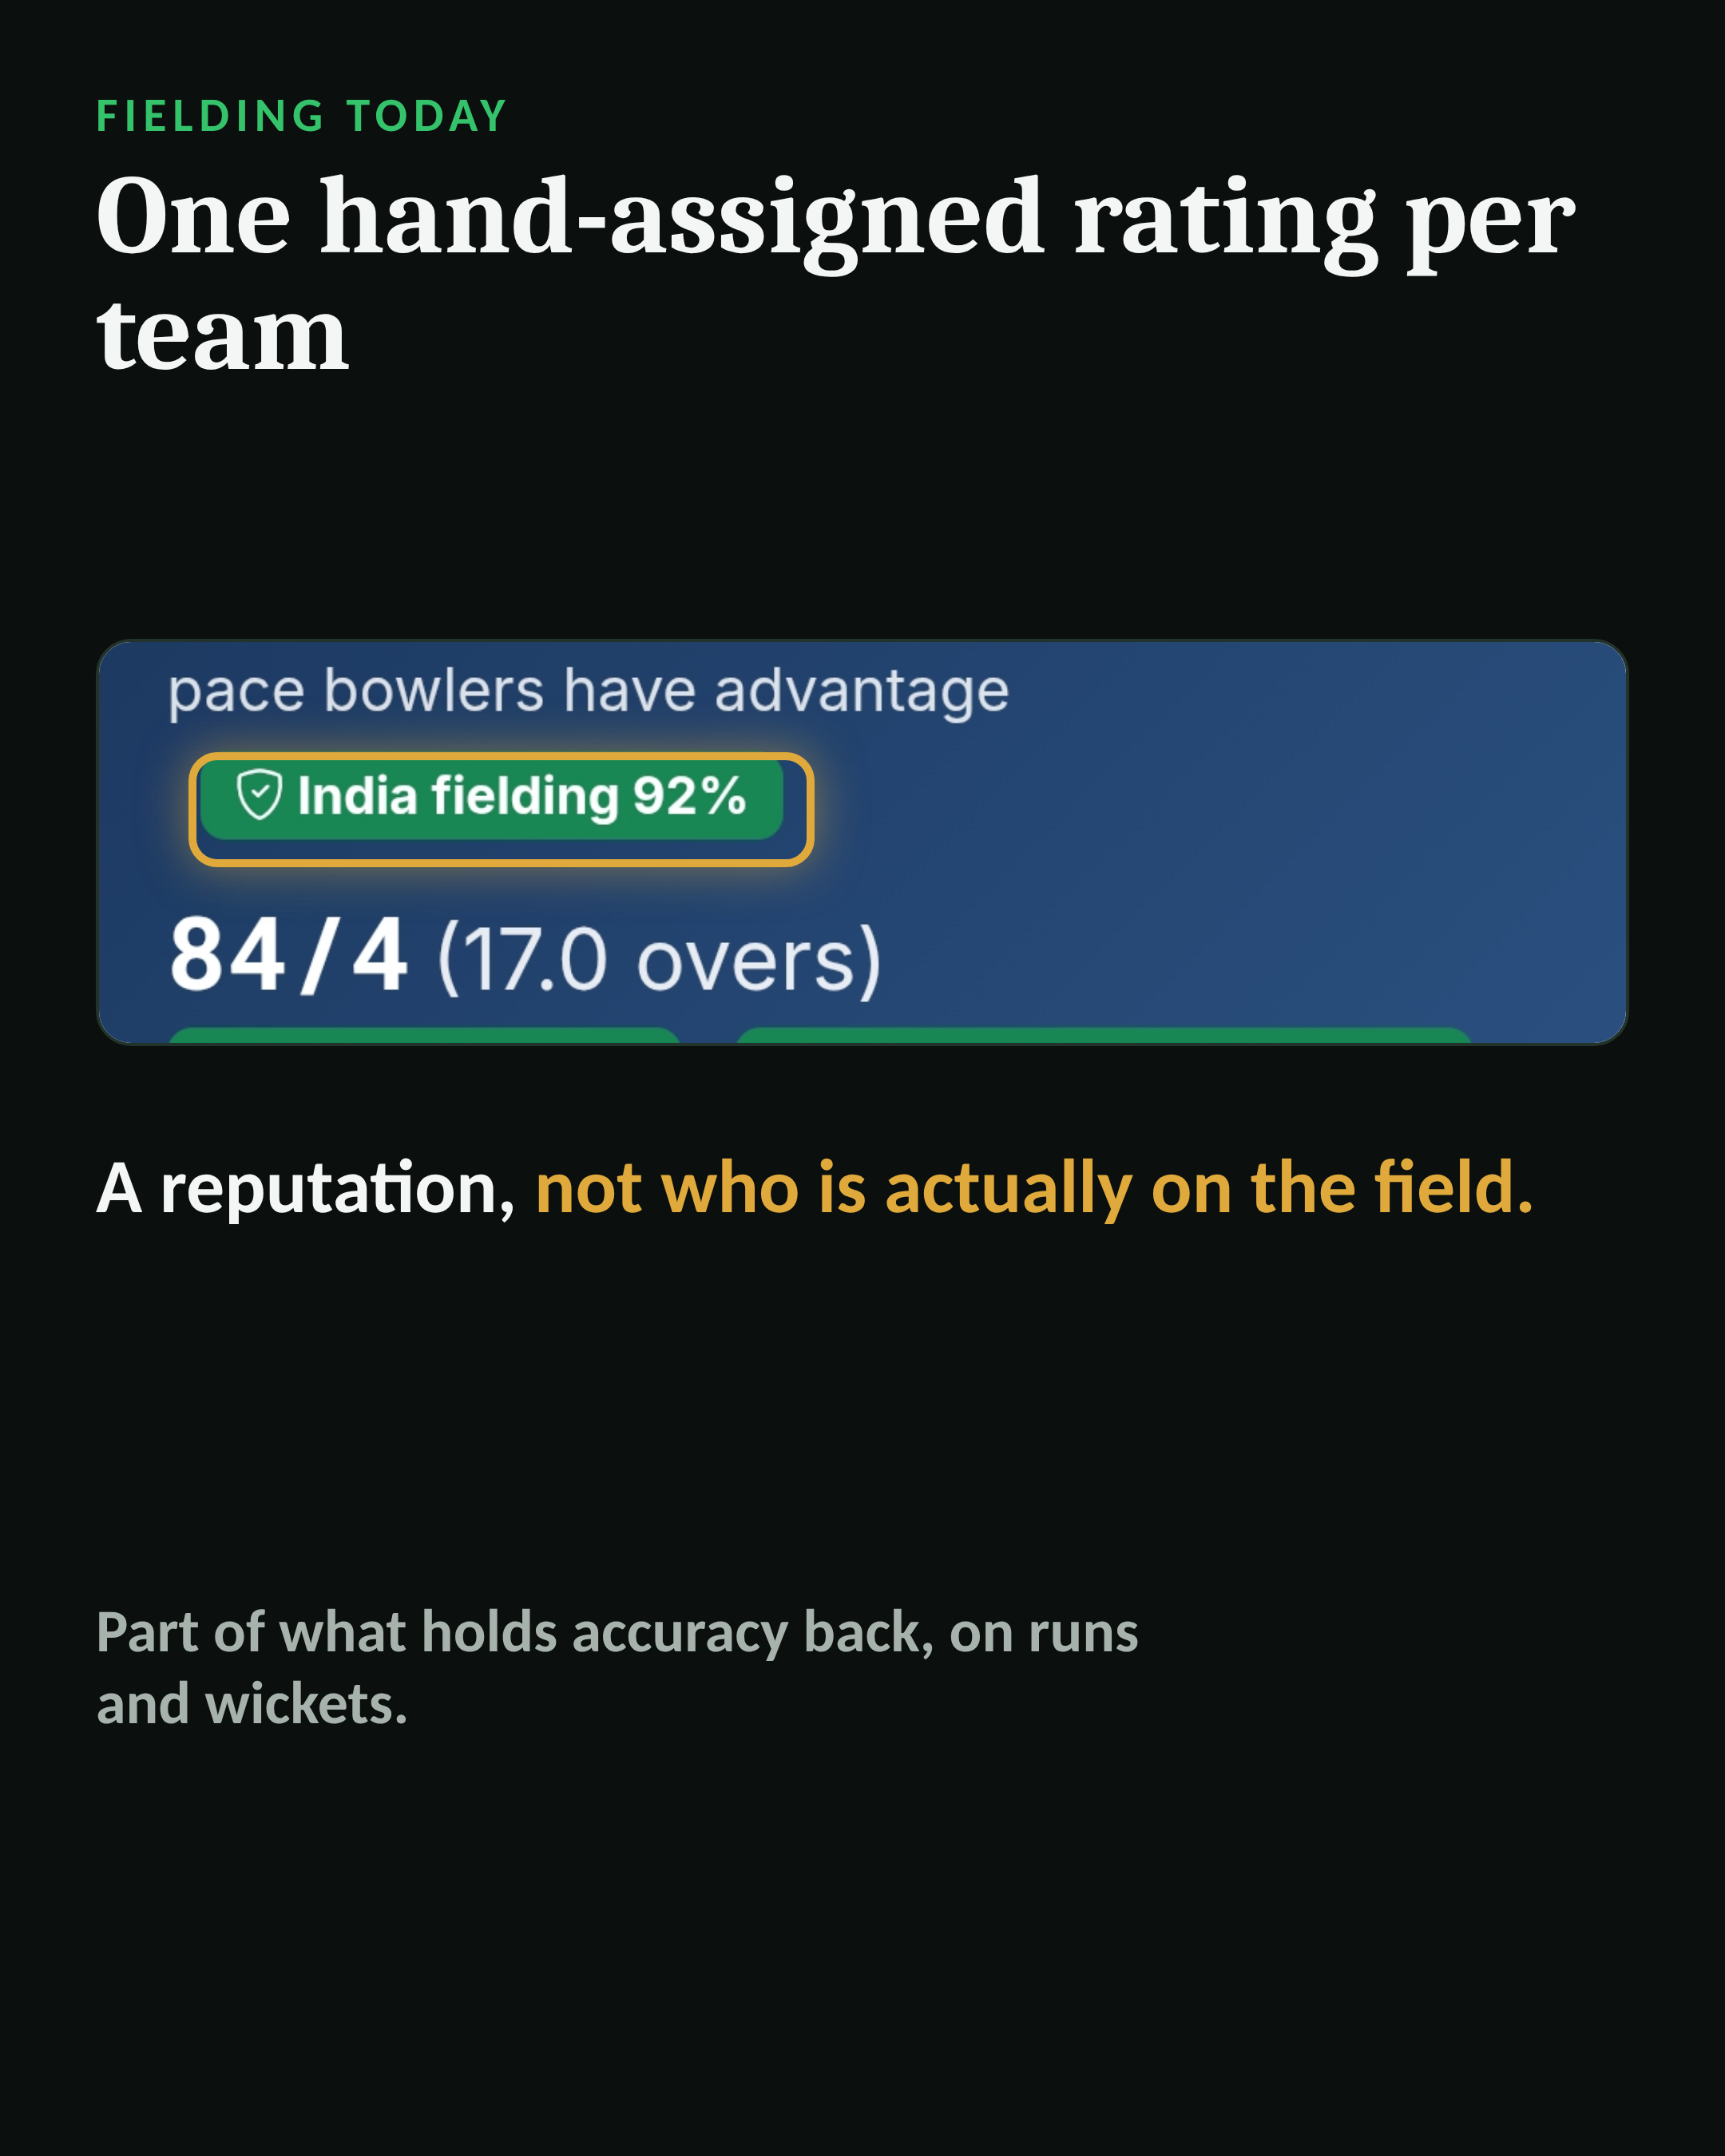 FIELDING TODAY
One hand-assigned rating per
team
pace bowlers have advantage
India fielding 92%
84/4 (17.0 overs)
A reputation, not who is actually on the field.
Part of what holds accuracy back, on runs
and wickets.